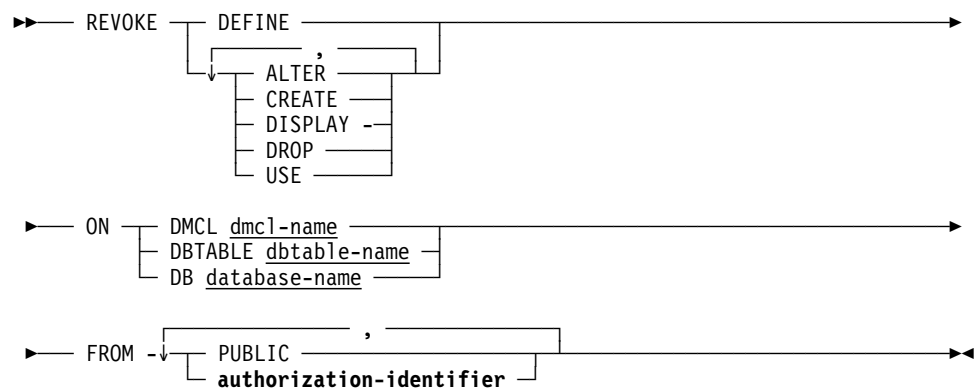 REVOKE DEFINE
,
ALTER
CREATE
DISPLAY
DROP
USE
ON DMCL dmcl-name
DBTABLE dbtable-name
DB database-name
,
FROM PUBLIC
authorization-identifier